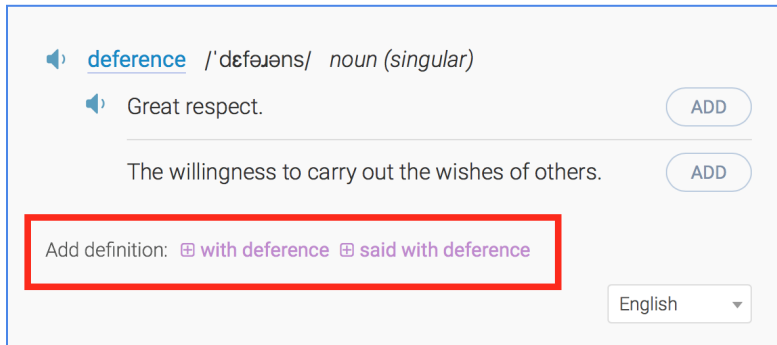 deference /ˈdɛfəɹəns/ noun (singular)
Great respect. ADD
The willingness to carry out the wishes of others. ADD
Add definition: with deference said with deference
English